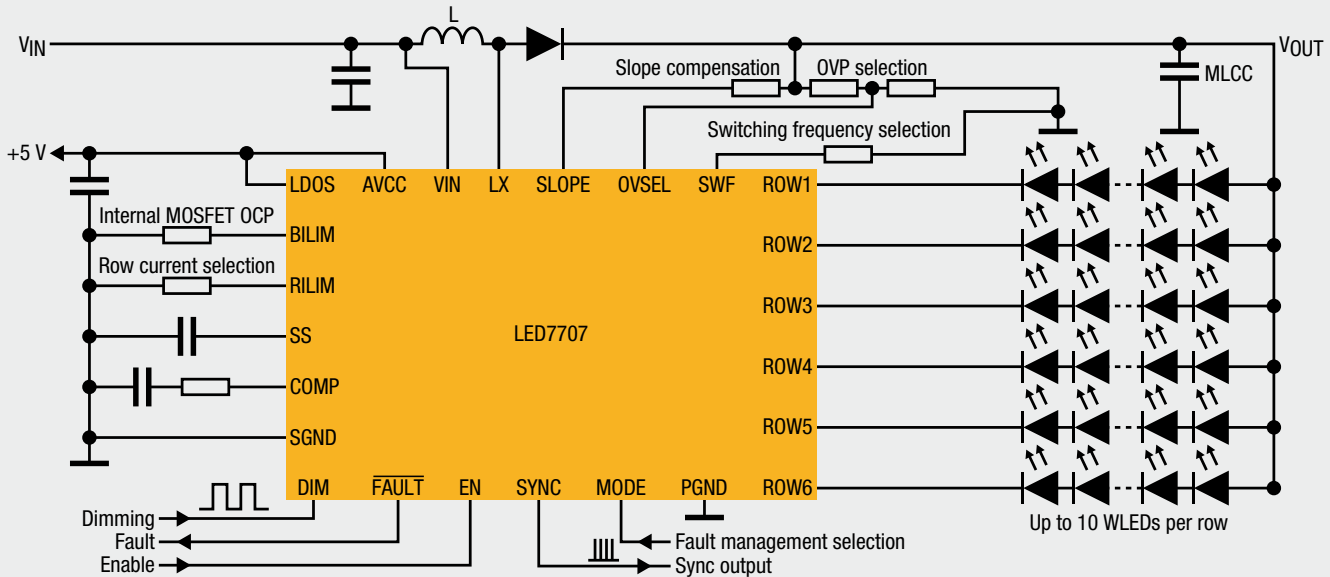 L
VIN
VOUT
Slope compensation
OVP selection
MLCC
Switching frequency selection
+5 V
LDOS
AVCC
VIN
LX
SLOPE
OVSEL
SWF
ROW1
Internal MOSFET OCP
BILIM
ROW2
Row current selection
RILIM
ROW3
SS
LED7707
ROW4
COMP
ROW5
SGND
DIM
FAULT
EN
SYNC
MODE
PGND
ROW6
Up to 10 WLEDs per row
Dimming
Fault
Fault management selection
Enable
Sync output